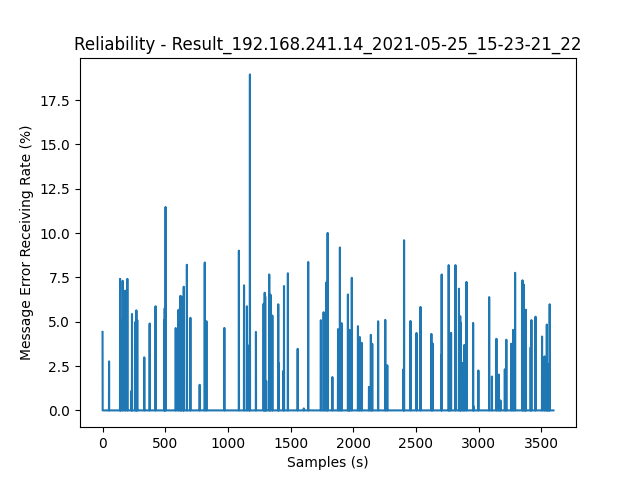 Reliability - Result_192.168.241.14_2021-05-25_15-23-21_22
Message Error Receiving Rate (%)
17.5
15.0
12.5
10.0
7.5
5.0
2.5
0.0
0 500 1000 1500 2000 2500 3000 3500
Samples (s)